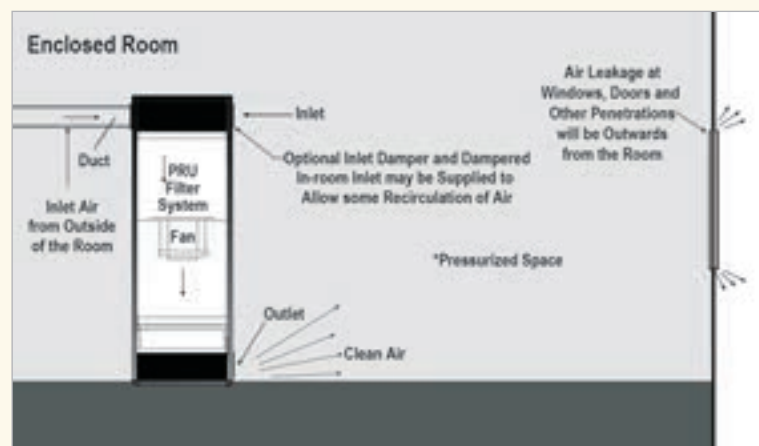 Enclosed Room
Air Leakage at
Windows, Doors and
Other Penetrations
will be Outwards
from the Room
Inlet
Duct
Optional Inlet Damper and Dampered
In-room Inlet may be Supplied to
Allow some Recirculation of Air
PRU
Filter
System
Inlet Air
from Outside
of the Room
Fan
*Pressurized Space
Outlet
Clean Air